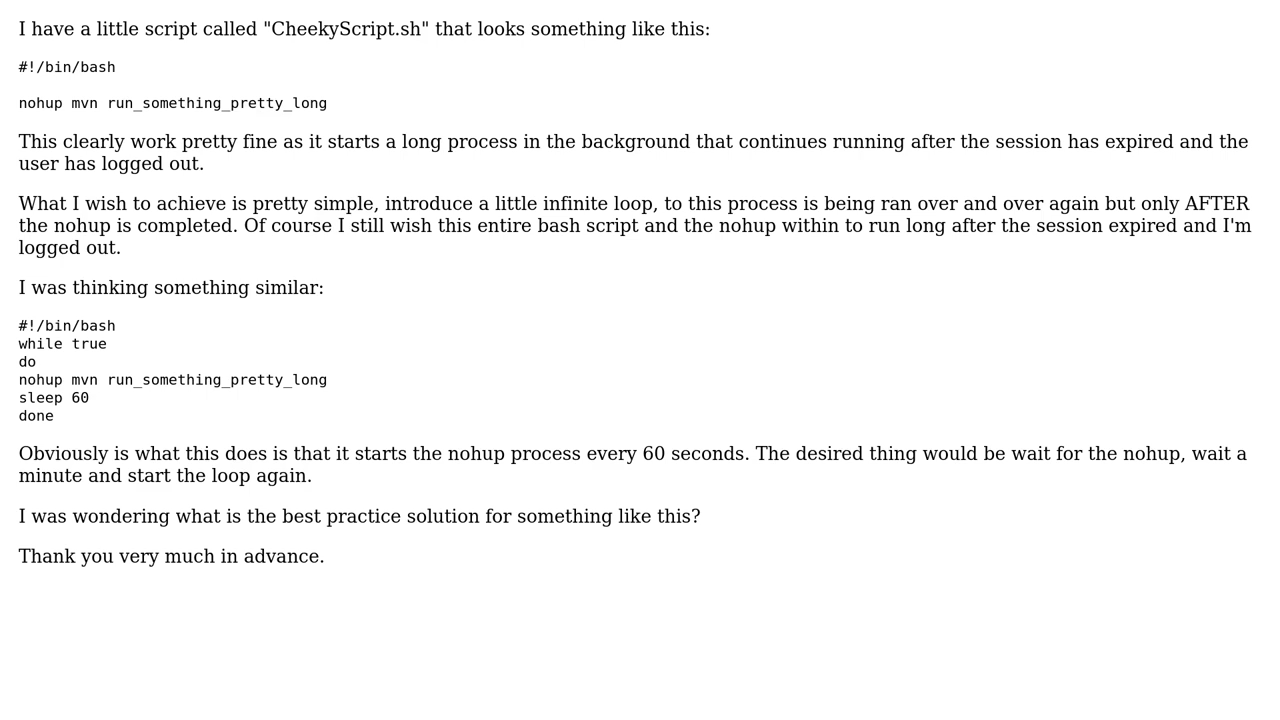 I have a little script called "CheekyScript.sh" that looks something like this:
#!/bin/bash
nohup mvn run_something_pretty_long
This clearly work pretty fine as it starts a long process in the background that continues running after the session has expired and the
user has logged out.
What I wish to achieve is pretty simple, introduce a little infinite loop, to this process is being ran over and over again but only AFTER
the nohup is completed. Of course I still wish this entire bash script and the nohup within to run long after the session expired and I'm
logged out.
I was thinking something similar:
#!/bin/bash
while true
do
nohup mvn run_something_pretty_long
sleep 60
done
Obviously is what this does is that it starts the nohup process every 60 seconds. The desired thing would be wait for the nohup, wait a
minute and start the loop again.
I was wondering what is the best practice solution for something like this?
Thank you very much in advance.